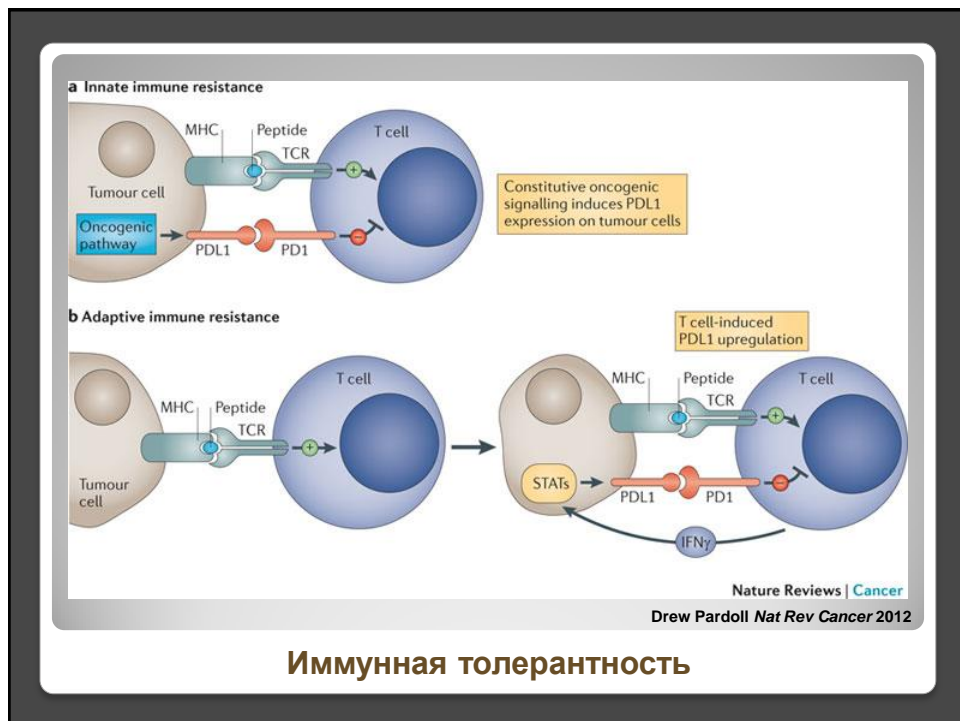 a Innate immune resistance
MHC
Peptide
TCR
T cell
Tumour cell
Oncogenic
pathway
PDL1
PD1
+
−
Constitutive oncogenic
signalling induces PDL1
expression on tumour cells
b Adaptive immune resistance
T cell-induced
PDL1 upregulation
MHC
Peptide
TCR
T cell
+
Tumour
cell
MHC
Peptide
TCR
T cell
+
STATs
PDL1
PD1
−
IFNγ
Nature Reviews | Cancer
Drew Pardoll Nat Rev Cancer 2012
Иммунная толерантность